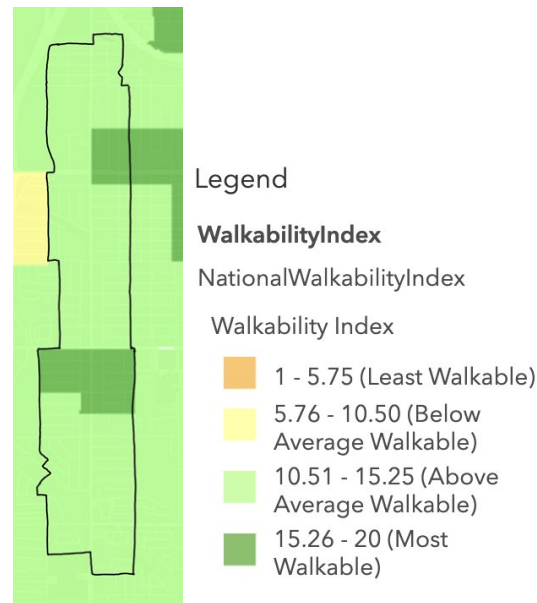 Legend
WalkabilityIndex
NationalWalkabilityIndex
Walkability Index
1 - 5.75 (Least Walkable)
5.76 - 10.50 (Below
Average Walkable)
10.51 - 15.25 (Above
Average Walkable)
15.26 - 20 (Most
Walkable)